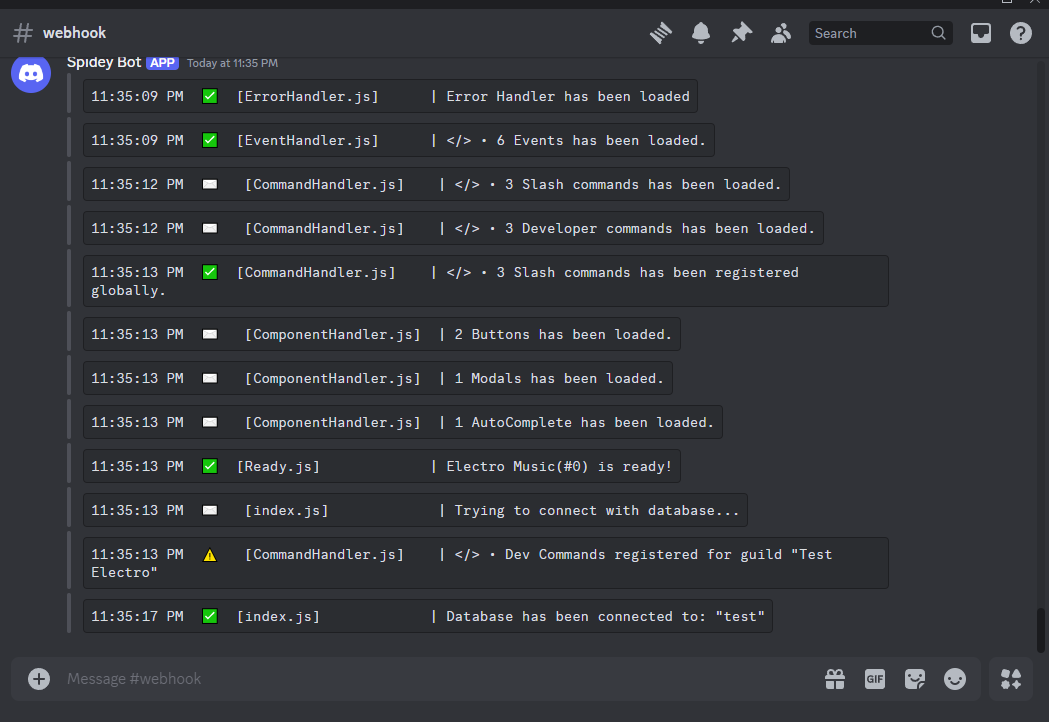 webhook
Search
Spidey Bot APP Today at 11:35 PM
11:35:09 PM ✅ [ErrorHandler.js] | Error Handler has been loaded
11:35:09 PM ✅ [EventHandler.js] | </> • 6 Events has been loaded.
11:35:12 PM ✉️ [CommandHandler.js] | </> • 3 Slash commands has been loaded.
11:35:12 PM ✉️ [CommandHandler.js] | </> • 3 Developer commands has been loaded.
11:35:13 PM ✅ [CommandHandler.js] | </> • 3 Slash commands has been registered
globally.
11:35:13 PM ✉️ [ComponentHandler.js] | 2 Buttons has been loaded.
11:35:13 PM ✉️ [ComponentHandler.js] | 1 Modals has been loaded.
11:35:13 PM ✉️ [ComponentHandler.js] | 1 AutoComplete has been loaded.
11:35:13 PM ✅ [Ready.js] | Electro Music(#0) is ready!
11:35:13 PM ✉️ [index.js] | Trying to connect with database...
11:35:13 PM ⚠️ [CommandHandler.js] | </> • Dev Commands registered for guild "Test
Electro"
11:35:17 PM ✅ [index.js] | Database has been connected to: "test"
Message #webhook
GIF